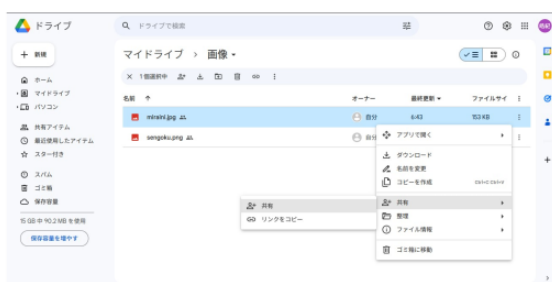 ドライブ
ドライブで検索
+ 新規
ホーム
マイドライブ
パソコン
共有アイテム
最近使用したアイテム
スター付き
スパム
ゴミ箱
保存容量
15 GB 中 90.2 MB を使用
保存容量を増やす
マイドライブ > 画像
1 個選択中
名前 オーナー 最終更新 ファイルサイ
miraini.jpg 自分 6:43 153 KB
sengoku.png 自分
アプリで開く
ダウンロード
名前を変更
コピーを作成 Ctrl+C Ctrl+V
共有
整理
ファイル情報
ゴミ箱に移動
共有
リンクをコピー